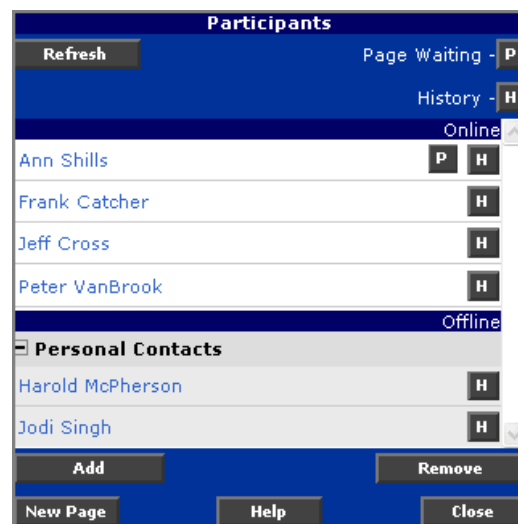 Participants
Refresh Page Waiting - P
History - H
Online
Ann Shills P H
Frank Catcher H
Jeff Cross H
Peter VanBrook H
Offline
Personal Contacts
Harold McPherson H
Jodi Singh H
Add Remove
New Page Help Close